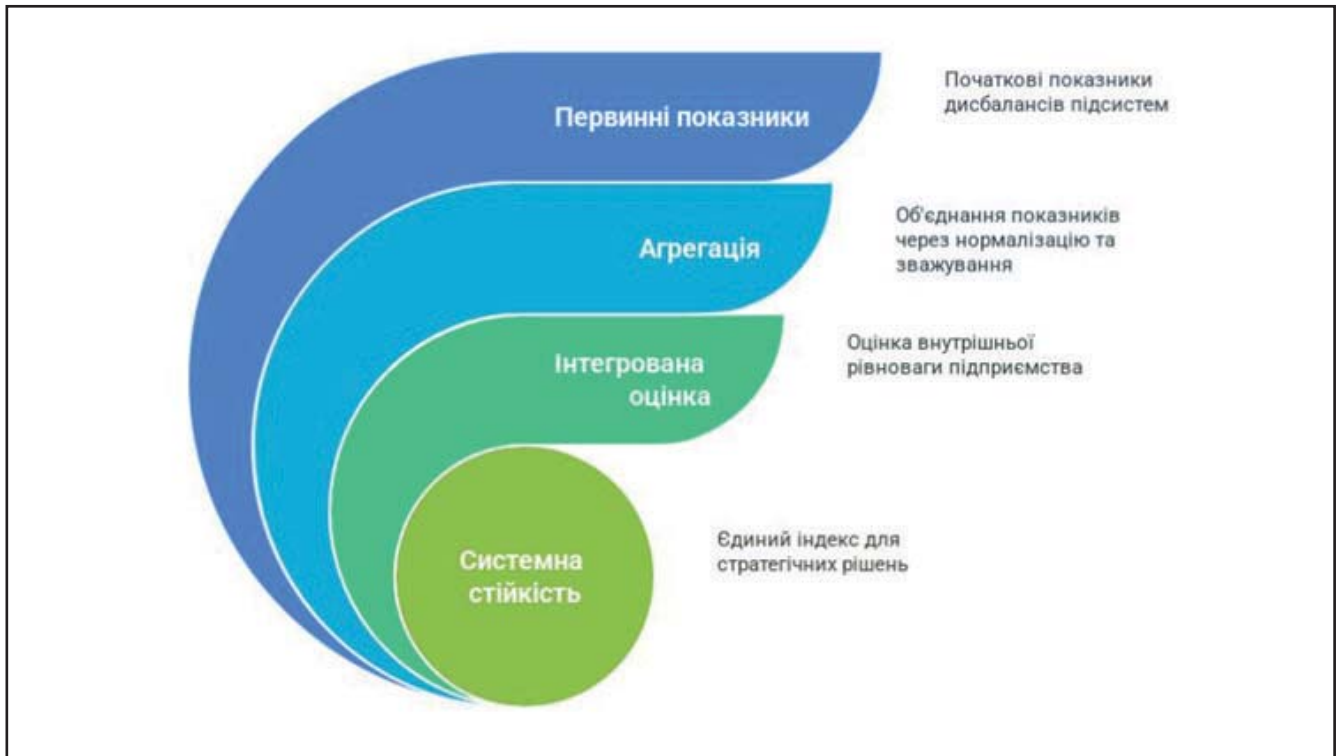 Первинні показники
Початкові показники
дисбалансів підсистем
Агрегація
Об'єднання показників
через нормалізацію та
зважування
Інтегрована
оцінка
Оцінка внутрішньої
рівноваги підприємства
Системна
стійкість
Єдиний індекс для
стратегічних рішень